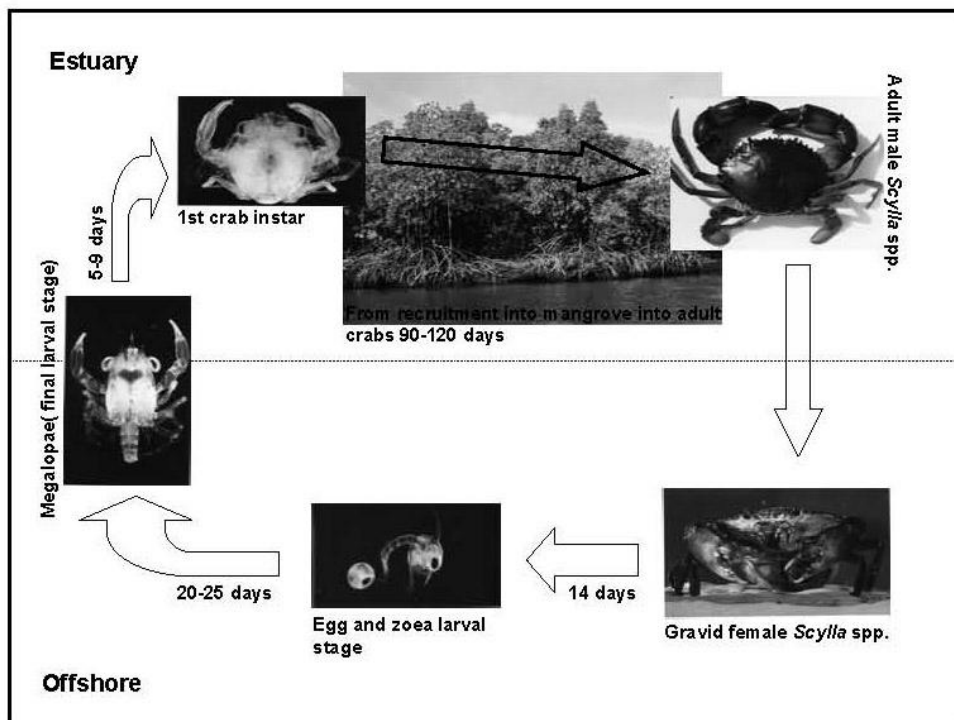 Estuary
1st crab instar
5-9 days
Adult male Scylla spp.
From recruitment into mangrove into adult
crabs 90-120 days
Megalopae( final larval stage)
20-25 days
Egg and zoea larval
stage
14 days
Gravid female Scylla spp.
Offshore